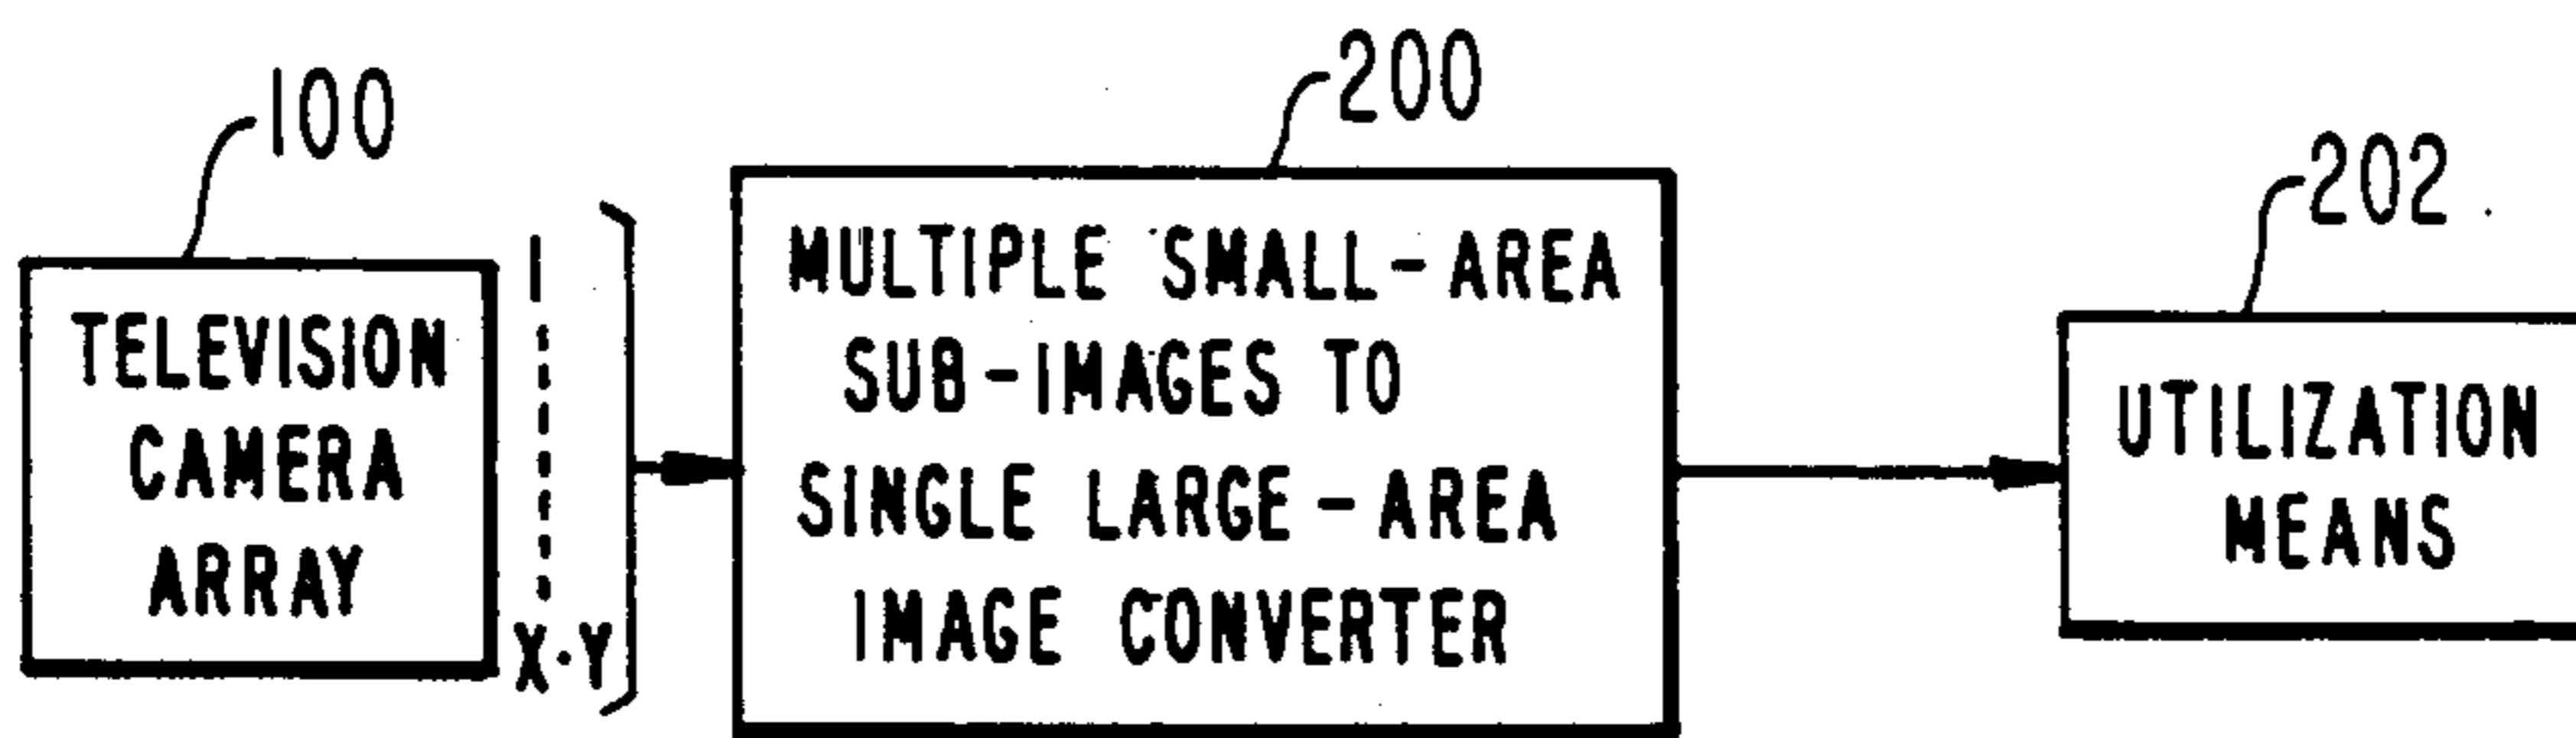 100
TELEVISION
CAMERA
ARRAY
1
X·Y
200
MULTIPLE SMALL-AREA
SUB-IMAGES TO
SINGLE LARGE-AREA
IMAGE CONVERTER
202
UTILIZATION
MEANS